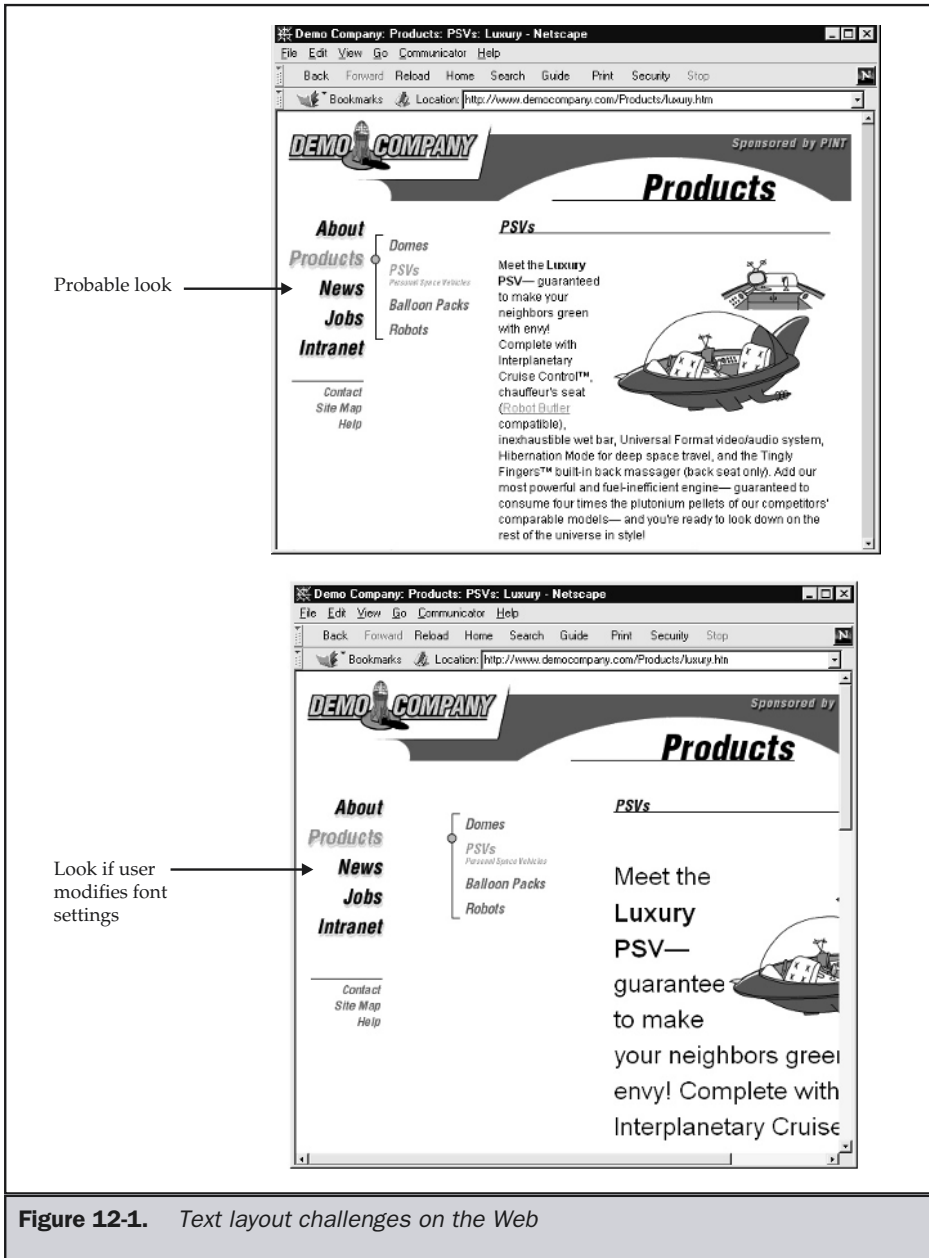 Demo Company: Products: PSVs: Luxury - Netscape
File Edit View Go Communicator Help
Back Forward Reload Home Search Guide Print Security Stop
N
Bookmarks Location: http://www.democompany.com/Products/luxury.htm
DEMO COMPANY
Sponsored by PINT
Products
About
Products
News
Jobs
Intranet
Contact
Site Map
Help
Domes
PSVs
Personal Space Vehicles
Balloon Packs
Robots
PSVs
Meet the Luxury
PSV— guaranteed
to make your
neighbors green
with envy!
Complete with
Interplanetary
Cruise Control™,
chauffeur's seat
(Robot Butler
compatible),
inexhaustible wet bar, Universal Format video/audio system,
Hibernation Mode for deep space travel, and the Tingly
Fingers™ built-in back massager (back seat only). Add our
most powerful and fuel-inefficient engine— guaranteed to
consume four times the plutonium pellets of our competitors'
comparable models— and you're ready to look down on the
rest of the universe in style!
Probable look
Demo Company: Products: PSVs: Luxury - Netscape
File Edit View Go Communicator Help
Back Forward Reload Home Search Guide Print Security Stop
N
Bookmarks Location: http://www.democompany.com/Products/luxury.htn
DEMO COMPANY
Sponsored by
Products
About
Products
News
Jobs
Intranet
Contact
Site Map
Help
Domes
PSVs
Personal Space Vehicles
Balloon Packs
Robots
PSVs
Meet the
Luxury
PSV—
guarantee
to make
your neighbors green
envy! Complete with
Interplanetary Cruise
Look if user
modifies font
settings
Figure 12-1. Text layout challenges on the Web